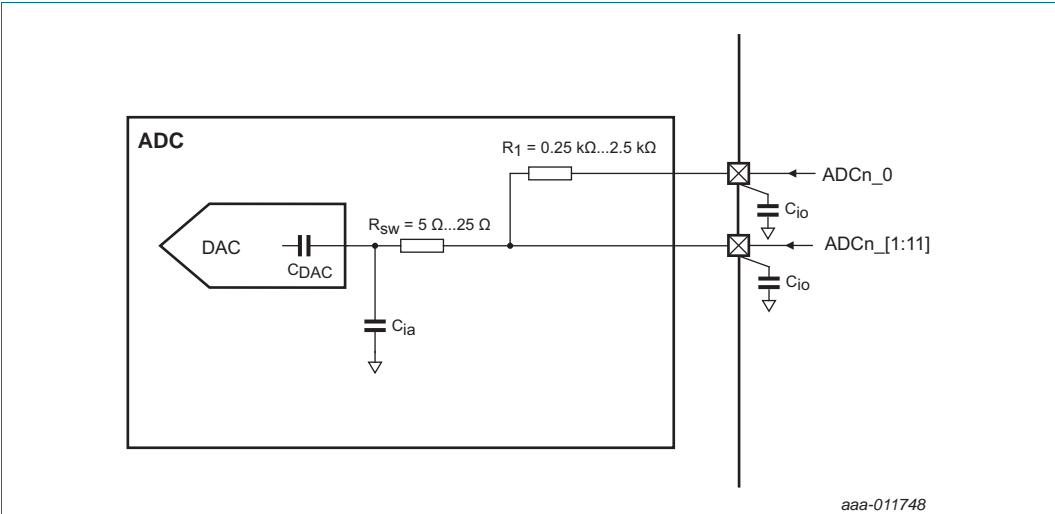 ADC
R1 = 0.25 kΩ...2.5 kΩ
ADCn_0
Cio
Rsw = 5 Ω...25 Ω
DAC
CDAC
ADCn_[1:11]
Cio
Cia
aaa-011748